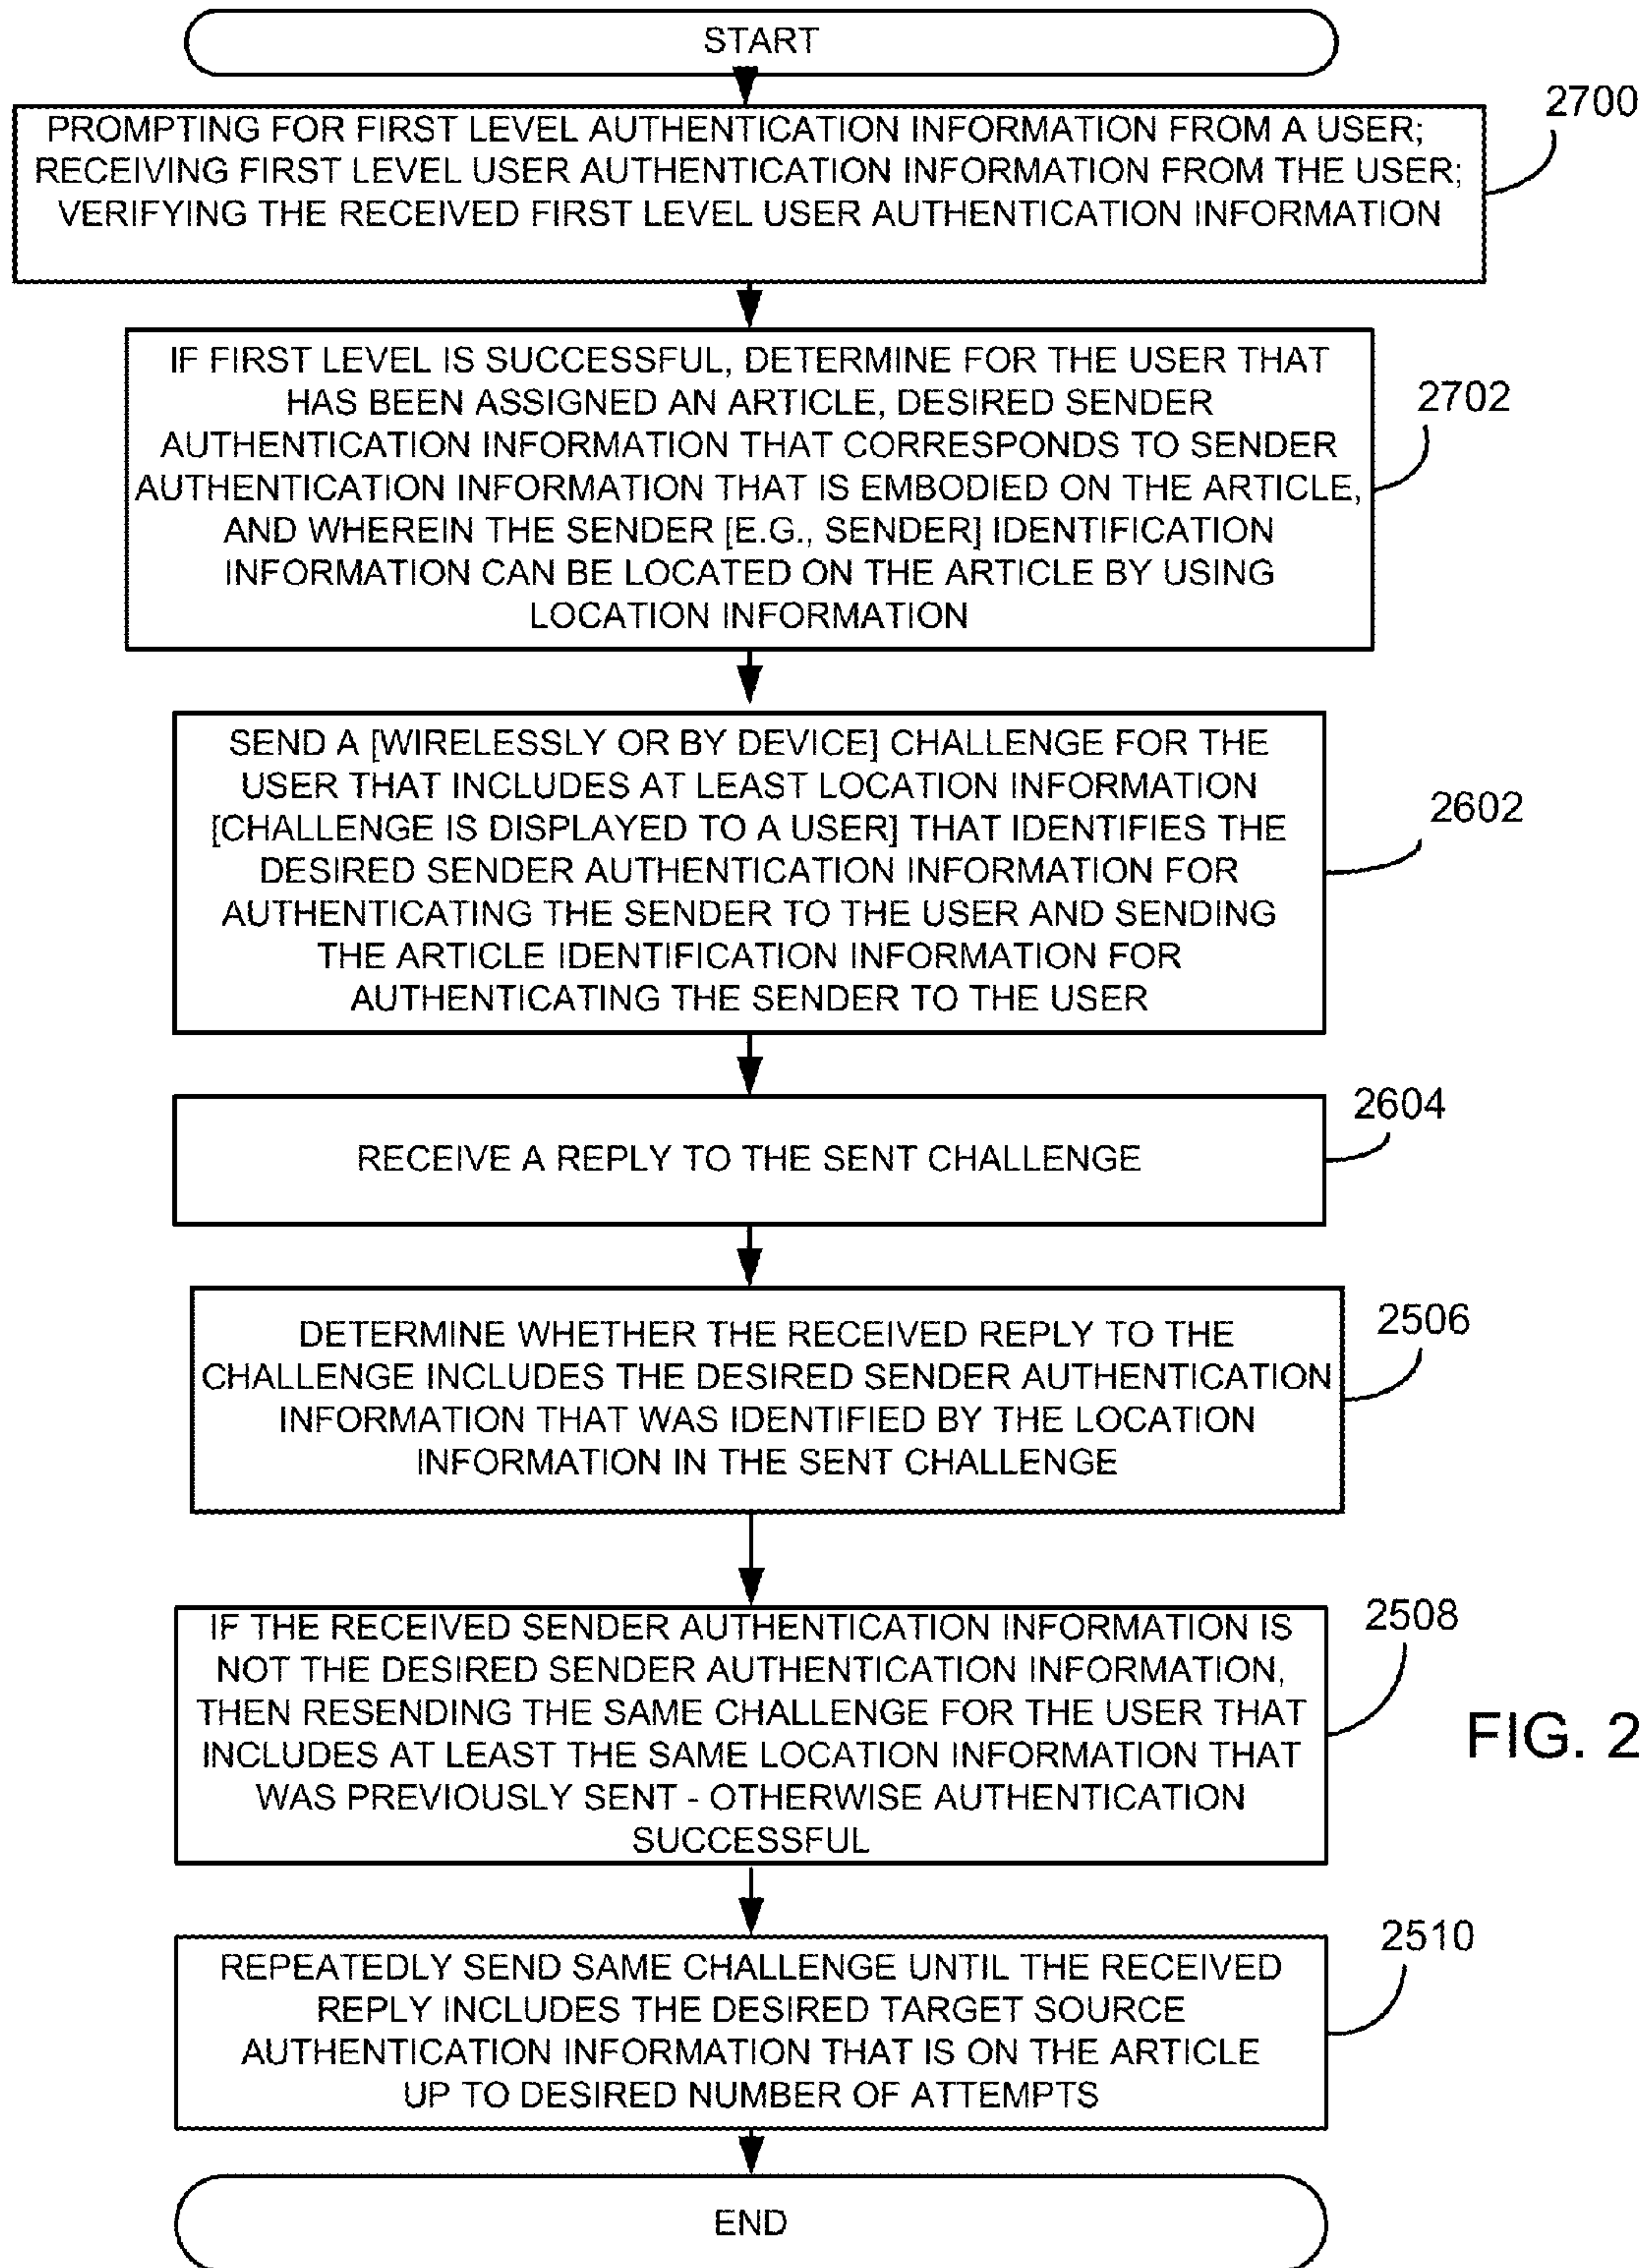 START
2700
PROMPTING FOR FIRST LEVEL AUTHENTICATION INFORMATION FROM A USER;
RECEIVING FIRST LEVEL USER AUTHENTICATION INFORMATION FROM THE USER;
VERIFYING THE RECEIVED FIRST LEVEL USER AUTHENTICATION INFORMATION
2702
IF FIRST LEVEL IS SUCCESSFUL, DETERMINE FOR THE USER THAT
HAS BEEN ASSIGNED AN ARTICLE, DESIRED SENDER
AUTHENTICATION INFORMATION THAT CORRESPONDS TO SENDER
AUTHENTICATION INFORMATION THAT IS EMBODIED ON THE ARTICLE,
AND WHEREIN THE SENDER [E.G., SENDER] IDENTIFICATION
INFORMATION CAN BE LOCATED ON THE ARTICLE BY USING
LOCATION INFORMATION
2602
SEND A [WIRELESSLY OR BY DEVICE] CHALLENGE FOR THE
USER THAT INCLUDES AT LEAST LOCATION INFORMATION
[CHALLENGE IS DISPLAYED TO A USER] THAT IDENTIFIES THE
DESIRED SENDER AUTHENTICATION INFORMATION FOR
AUTHENTICATING THE SENDER TO THE USER AND SENDING
THE ARTICLE IDENTIFICATION INFORMATION FOR
AUTHENTICATING THE SENDER TO THE USER
2604
RECEIVE A REPLY TO THE SENT CHALLENGE
2506
DETERMINE WHETHER THE RECEIVED REPLY TO THE
CHALLENGE INCLUDES THE DESIRED SENDER AUTHENTICATION
INFORMATION THAT WAS IDENTIFIED BY THE LOCATION
INFORMATION IN THE SENT CHALLENGE
2508
IF THE RECEIVED SENDER AUTHENTICATION INFORMATION IS
NOT THE DESIRED SENDER AUTHENTICATION INFORMATION,
THEN RESENDING THE SAME CHALLENGE FOR THE USER THAT
INCLUDES AT LEAST THE SAME LOCATION INFORMATION THAT
WAS PREVIOUSLY SENT - OTHERWISE AUTHENTICATION
SUCCESSFUL
FIG. 2
2510
REPEATEDLY SEND SAME CHALLENGE UNTIL THE RECEIVED
REPLY INCLUDES THE DESIRED TARGET SOURCE
AUTHENTICATION INFORMATION THAT IS ON THE ARTICLE
UP TO DESIRED NUMBER OF ATTEMPTS
END